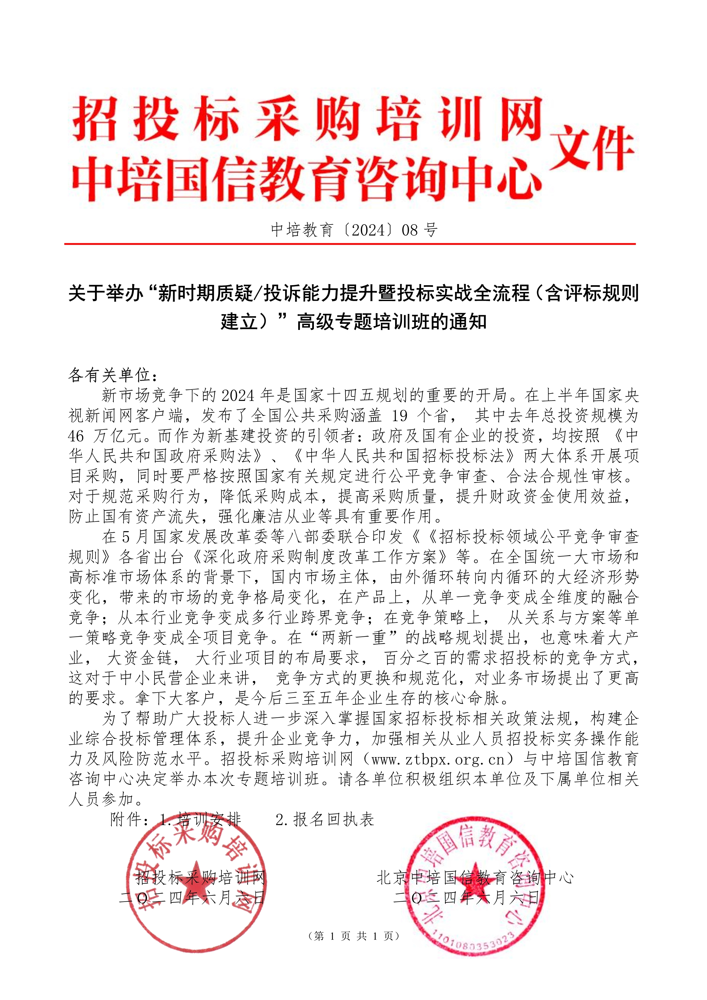 招投标采购培训网
中培国信教育咨询中心
文件
中培教育〔2024〕08 号
关于举办“新时期质疑/投诉能力提升暨投标实战全流程（含评标规则
建立）”高级专题培训班的通知
各有关单位：
新市场竞争下的 2024 年是国家十四五规划的重要的开局。在上半年国家央
视新闻网客户端，发布了全国公共采购涵盖 19 个省， 其中去年总投资规模为
46 万亿元。而作为新基建投资的引领者：政府及国有企业的投资，均按照 《中
华人民共和国政府采购法》、《中华人民共和国招标投标法》两大体系开展项
目采购，同时要严格按照国家有关规定进行公平竞争审查、合法合规性审核。
对于规范采购行为，降低采购成本，提高采购质量，提升财政资金使用效益，
防止国有资产流失，强化廉洁从业等具有重要作用。
在 5 月国家发展改革委等八部委联合印发《《招标投标领域公平竞争审查
规则》各省出台《深化政府采购制度改革工作方案》等。在全国统一大市场和
高标准市场体系的背景下，国内市场主体，由外循环转向内循环的大经济形势
变化，带来的市场的竞争格局变化，在产品上，从单一竞争变成全维度的融合
竞争；从本行业竞争变成多行业跨界竞争；在竞争策略上， 从关系与方案等单
一策略竞争变成全项目竞争。在“两新一重”的战略规划提出，也意味着大产
业， 大资金链， 大行业项目的布局要求， 百分之百的需求招投标的竞争方式，
这对于中小民营企业来讲， 竞争方式的更换和规范化，对业务市场提出了更高
的要求。拿下大客户，是今后三至五年企业生存的核心命脉。
为了帮助广大投标人进一步深入掌握国家招标投标相关政策法规，构建企
业综合投标管理体系，提升企业竞争力，加强相关从业人员招投标实务操作能
力及风险防范水平。招投标采购培训网（www.ztbpx.org.cn）与中培国信教育
咨询中心决定举办本次专题培训班。请各单位积极组织本单位及下属单位相关
人员参加。
附件：1.培训安排 2.报名回执表
招投标采购培训网
北京中培国信教育咨询中心
招投标采购培训网 北京中培国信教育咨询中心
二〇二四年六月六日 二〇二四年六月六日
1101080353023
（第 1 页 共 1 页）